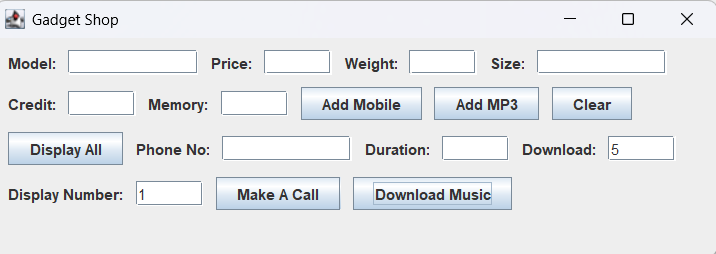 Gadget Shop
Model: Price: Weight: Size:
Credit: Memory: Add Mobile Add MP3 Clear
Display All Phone No: Duration: Download: 5
Display Number: 1 Make A Call Download Music